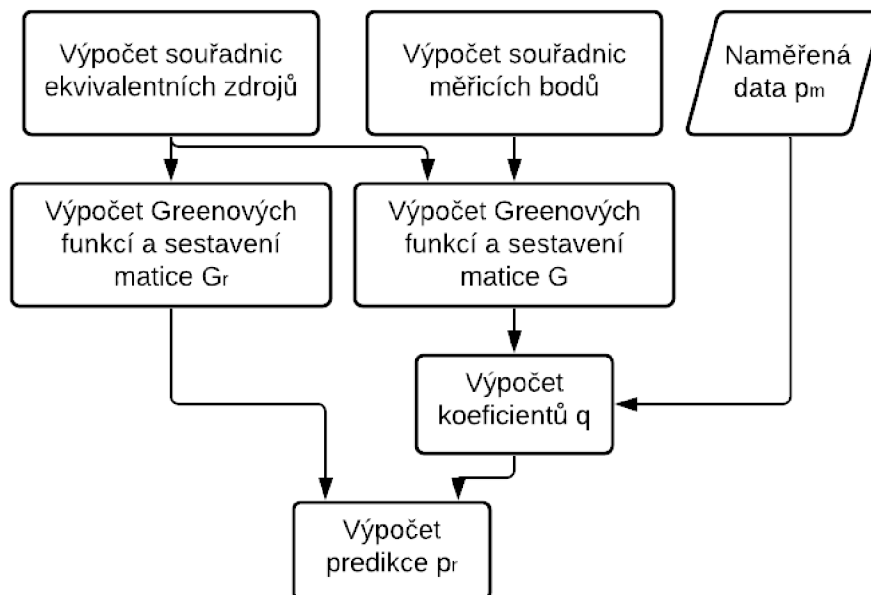 Výpočet souřadnic
ekvivalentních zdrojů
Výpočet souřadnic
měřicích bodů
Naměřená
data pm
Výpočet Greenových
funkcí a sestavení
matice Gr
Výpočet Greenových
funkcí a sestavení
matice G
Výpočet
koeficientů q
Výpočet
predikce pr